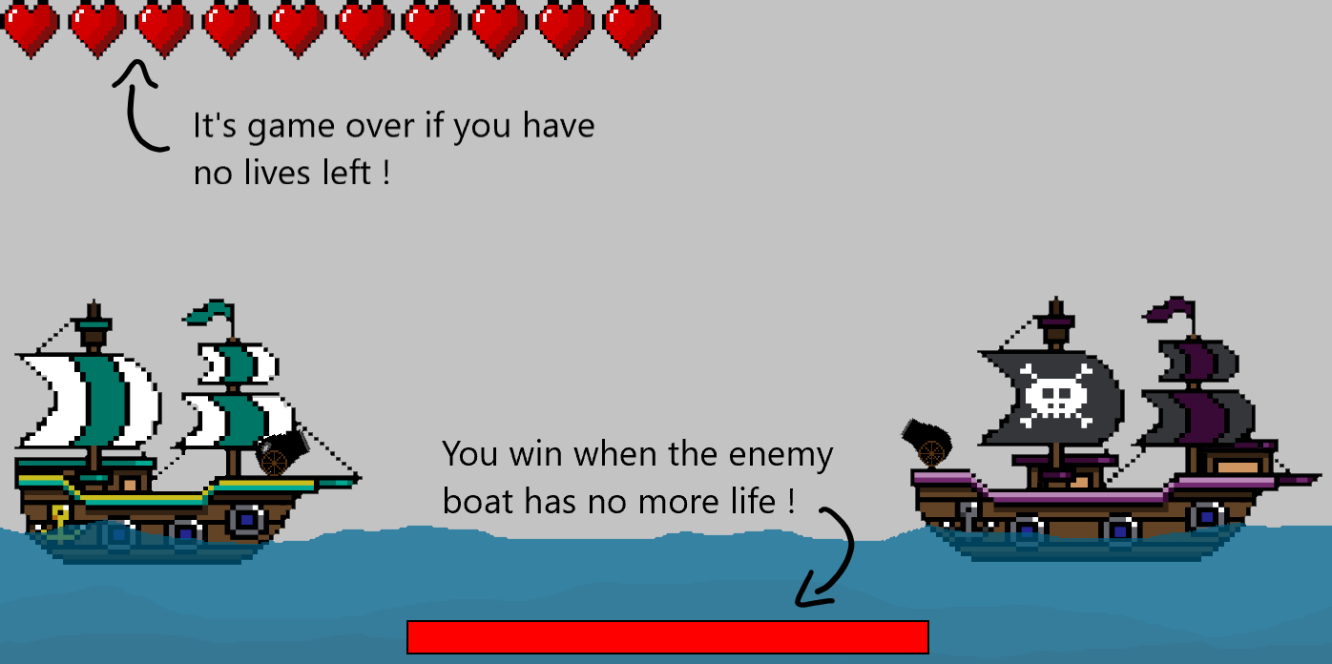 It's game over if you have
no lives left !
You win when the enemy
boat has no more life !